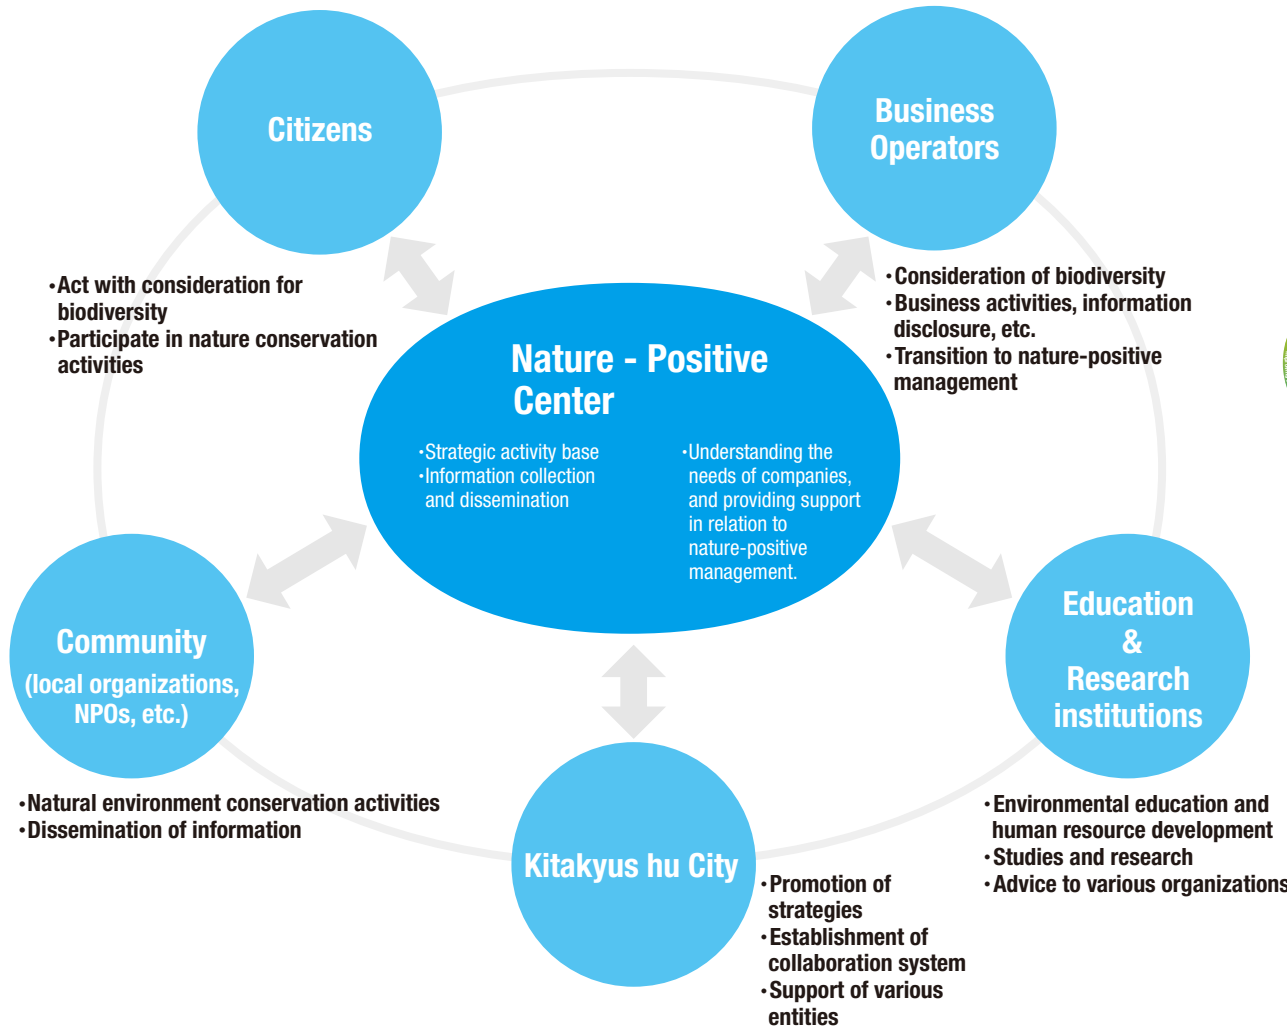 Citizens
Business
Operators
・Act with consideration for
biodiversity
・Participate in nature conservation
activities
・Consideration of biodiversity
・Business activities, information
disclosure, etc.
・Transition to nature-positive
management
Nature - Positive
Center
・Strategic activity base
・Information collection
and dissemination
・Understanding the
needs of companies,
and providing support
in relation to
nature-positive
management.
Community
(local organizations,
NPOs, etc.)
・Natural environment conservation activities
・Dissemination of information
Education
&
Research
institutions
・Environmental education and
human resource development
・Studies and research
・Advice to various organizations
Kitakyus hu City
・Promotion of
strategies
・Establishment of
collaboration system
・Support of various
entities